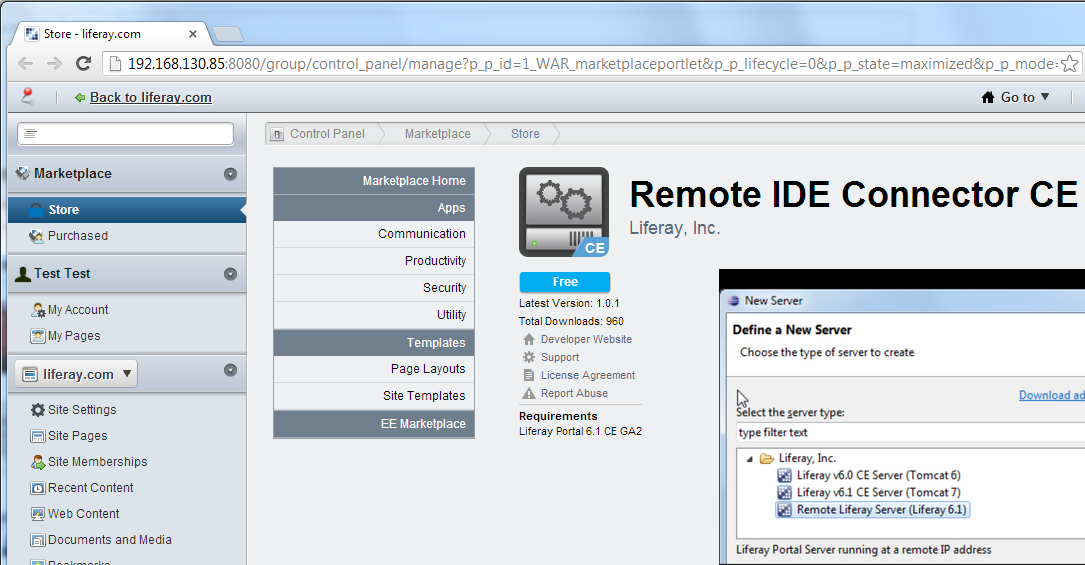 Store - liferay.com
192.168.130.85:8080/group/control_panel/manage?p_p_id=1_WAR_marketplaceportlet&p_p_lifecycle=0&p_p_state=maximized&p_p_mode=
Back to liferay.com
Go to
Control Panel
Marketplace
Store
Marketplace
Store
Purchased
Test Test
My Account
My Pages
liferay.com
Site Settings
Site Pages
Site Memberships
Recent Content
Web Content
Documents and Media
Bookmarks
Marketplace Home
Apps
Communication
Productivity
Security
Utility
Templates
Page Layouts
Site Templates
EE Marketplace
CE
Remote IDE Connector CE
Liferay, Inc.
Free
Latest Version: 1.0.1
Total Downloads: 960
Developer Website
Support
License Agreement
Report Abuse
Requirements
Liferay Portal 6.1 CE GA2
New Server
Define a New Server
Choose the type of server to create
Download ad
Select the server type:
type filter text
Liferay, Inc.
Liferay v6.0 CE Server (Tomcat 6)
Liferay v6.1 CE Server (Tomcat 7)
Remote Liferay Server (Liferay 6.1)
Liferay Portal Server running at a remote IP address